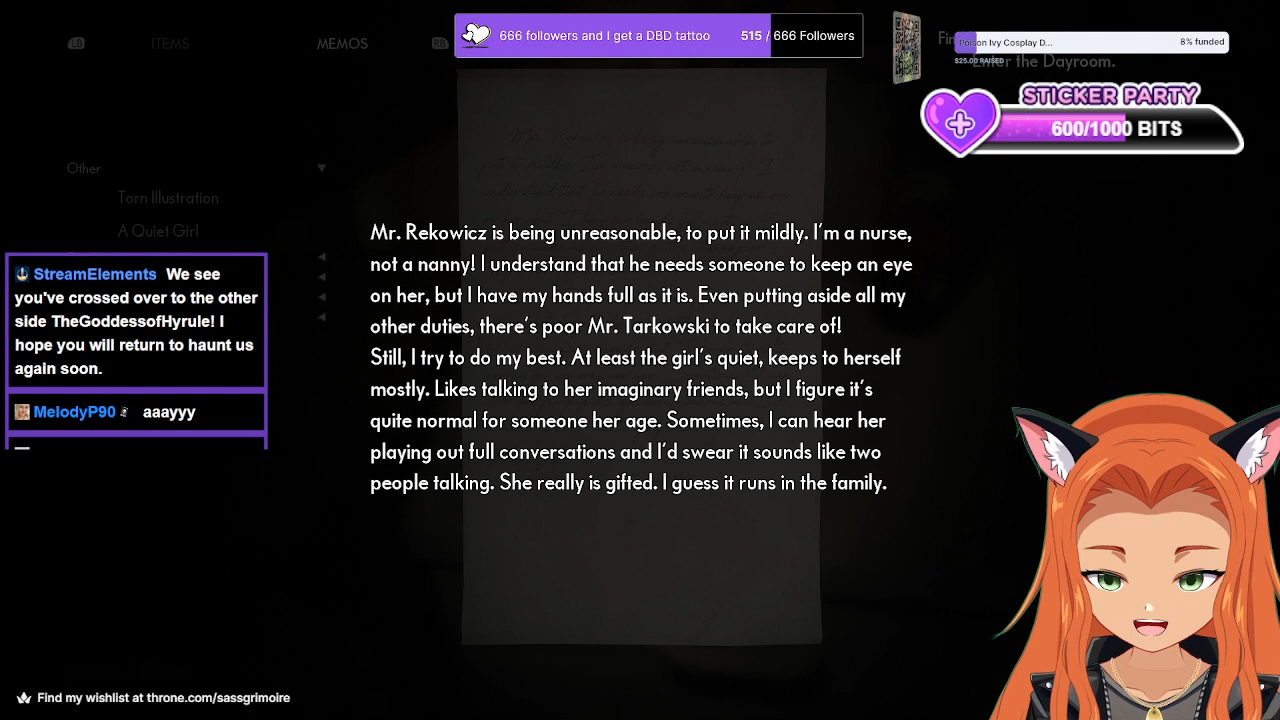 LB
ITEMS
MEMOS
RB
600 followers and I get a DBD tattoo
515 / 666 Followers
Poison Ivy Cosplay D...
8% funded
$25.00 RAISED
Enter the Dayroom.
STICKER PARTY
600/1000 BITS
Other
Torn Illustration
A Quiet Girl
StreamElements We see
you've crossed over to the other
side TheGoddessofHyrule! I
hope you will return to haunt us
again soon.
MelodyP90 aaayyy
Mr. Rekowicz is being unreasonable, to put it mildly. I'm a nurse,
not a nanny! I understand that he needs someone to keep an eye
on her, but I have my hands full as it is. Even putting aside all my
other duties, there's poor Mr. Tarkowski to take care of!
Still, I try to do my best. At least the girl's quiet, keeps to herself
mostly. Likes talking to her imaginary friends, but I figure it's
quite normal for someone her age. Sometimes, I can hear her
playing out full conversations and I'd swear it sounds like two
people talking. She really is gifted. I guess it runs in the family.
Find my wishlist at throne.com/sassgrimoire